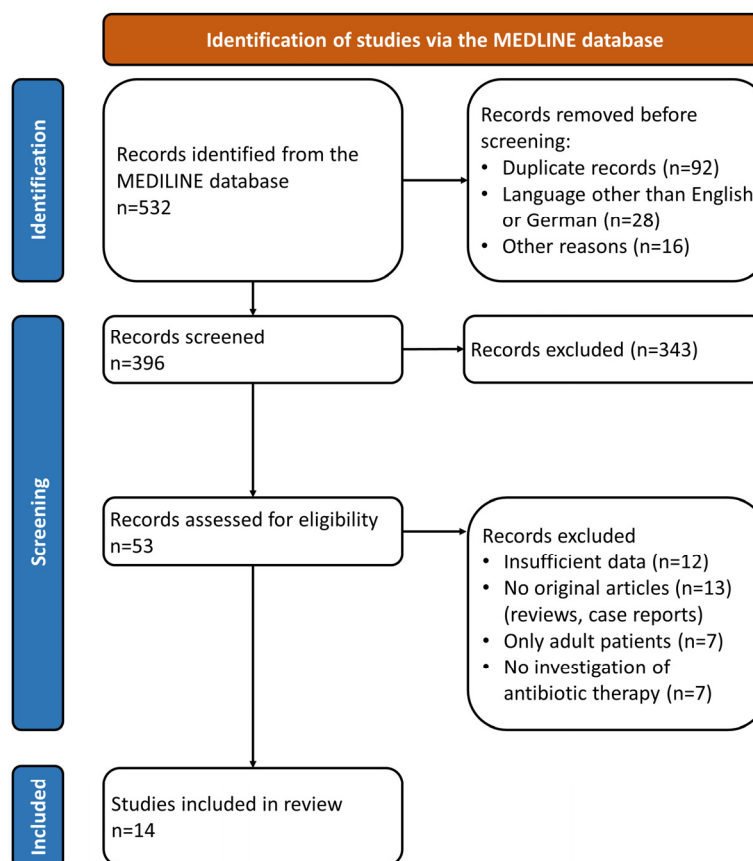 Identification of studies via the MEDLINE database
Identification
Records identified from the
MEDILINE database
n=532
Records removed before
screening:
• Duplicate records (n=92)
• Language other than English
or German (n=28)
• Other reasons (n=16)
Screening
Records screened
n=396
Records excluded (n=343)
Records assessed for eligibility
n=53
Records excluded
• Insufficient data (n=12)
• No original articles (n=13)
(reviews, case reports)
• Only adult patients (n=7)
• No investigation of
antibiotic therapy (n=7)
Included
Studies included in review
n=14